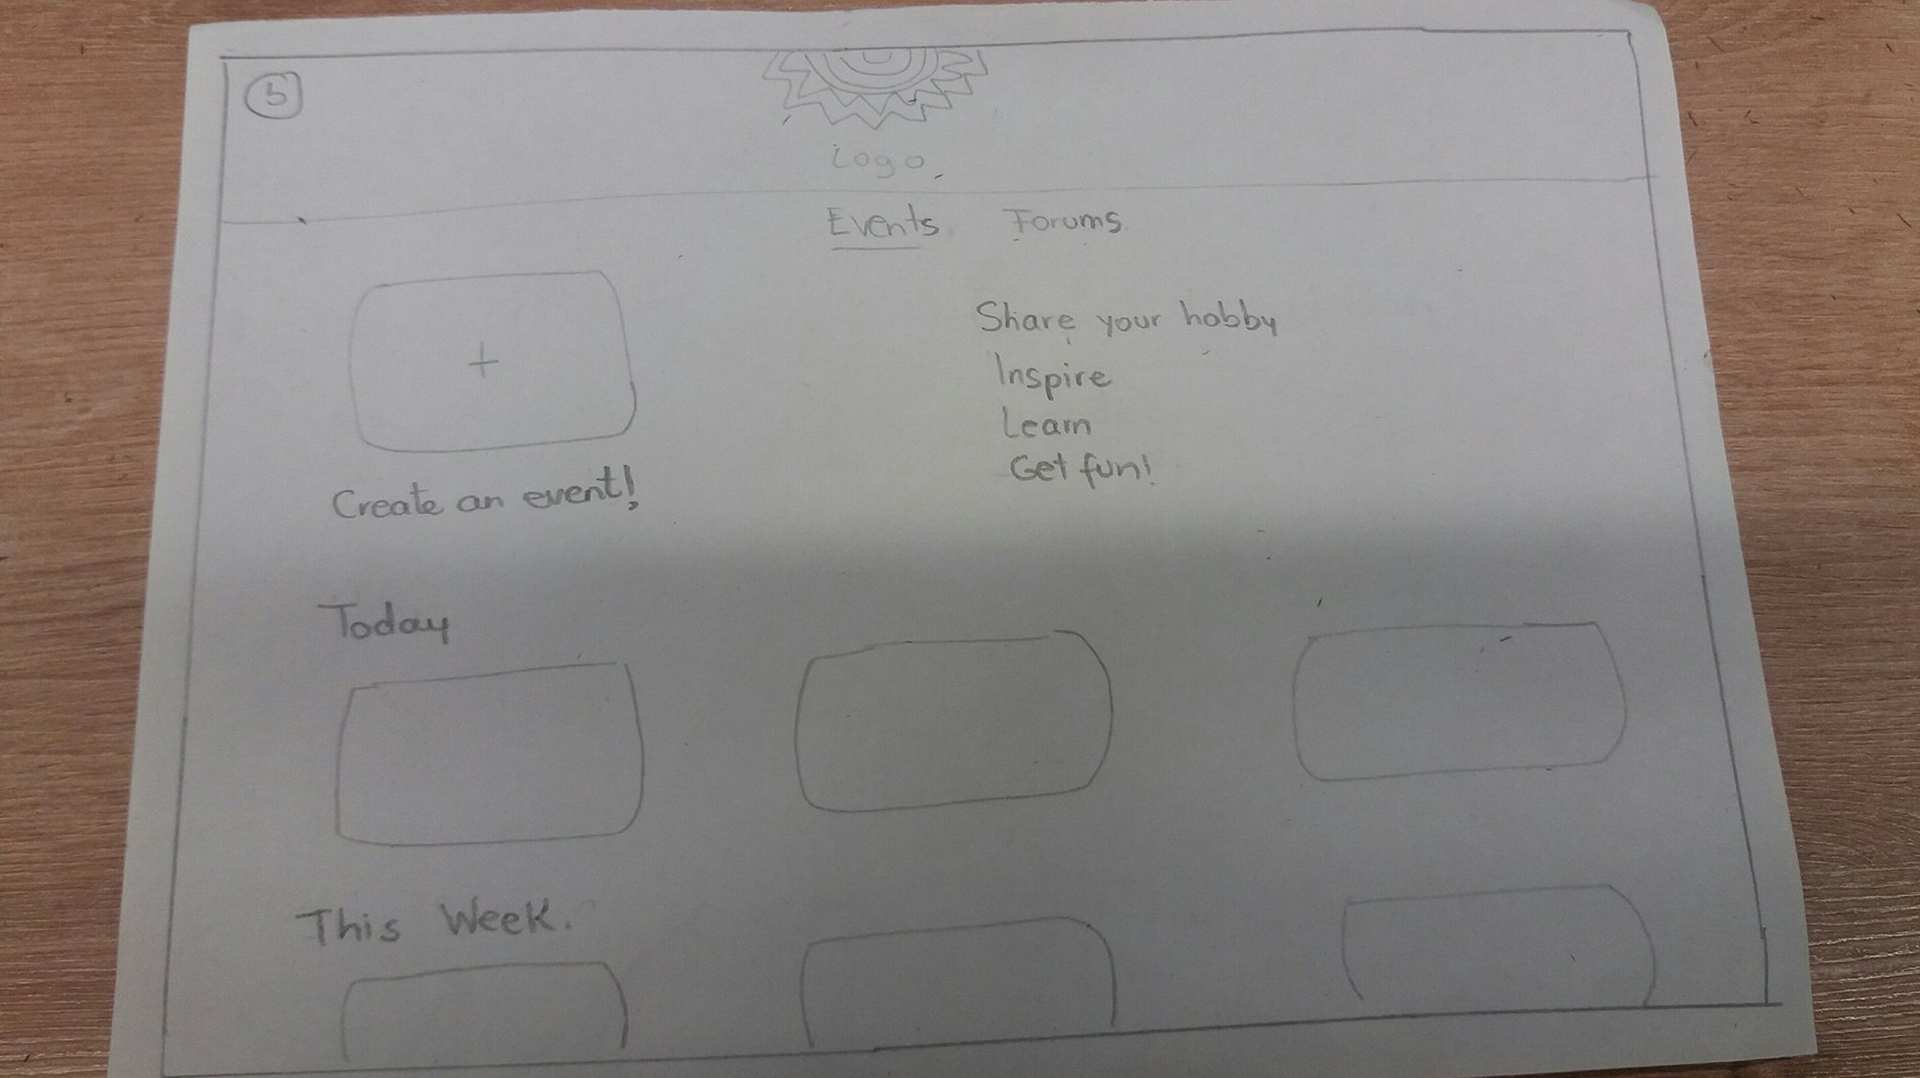 5
Logo
Events Forums
Share your hobby
Inspire
Learn
Get fun!
+
Create an event!
Today
This Week.